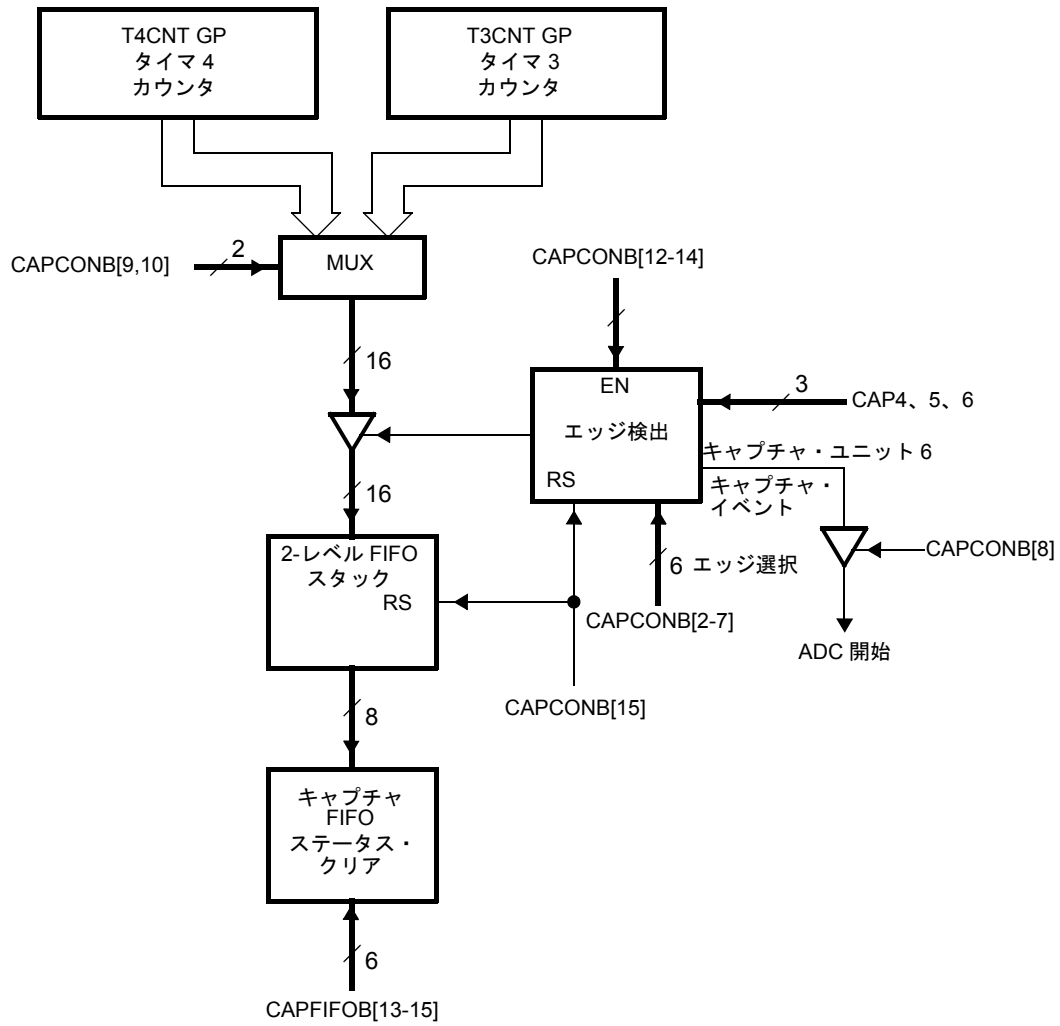 T4CNT GP
タイマ 4
カウンタ
T3CNT GP
タイマ 3
カウンタ
CAPCONB[9,10]
2
MUX
CAPCONB[12-14]
16
EN
エッジ検出
RS
3
CAP4、5、6
キャプチャ・ユニット 6
キャプチャ・
イベント
16
CAPCONB[8]
2-レベル FIFO
スタック
RS
6 エッジ選択
CAPCONB[2-7]
ADC 開始
CAPCONB[15]
8
キャプチャ
FIFO
ステータス・
クリア
6
CAPFIFOB[13-15]